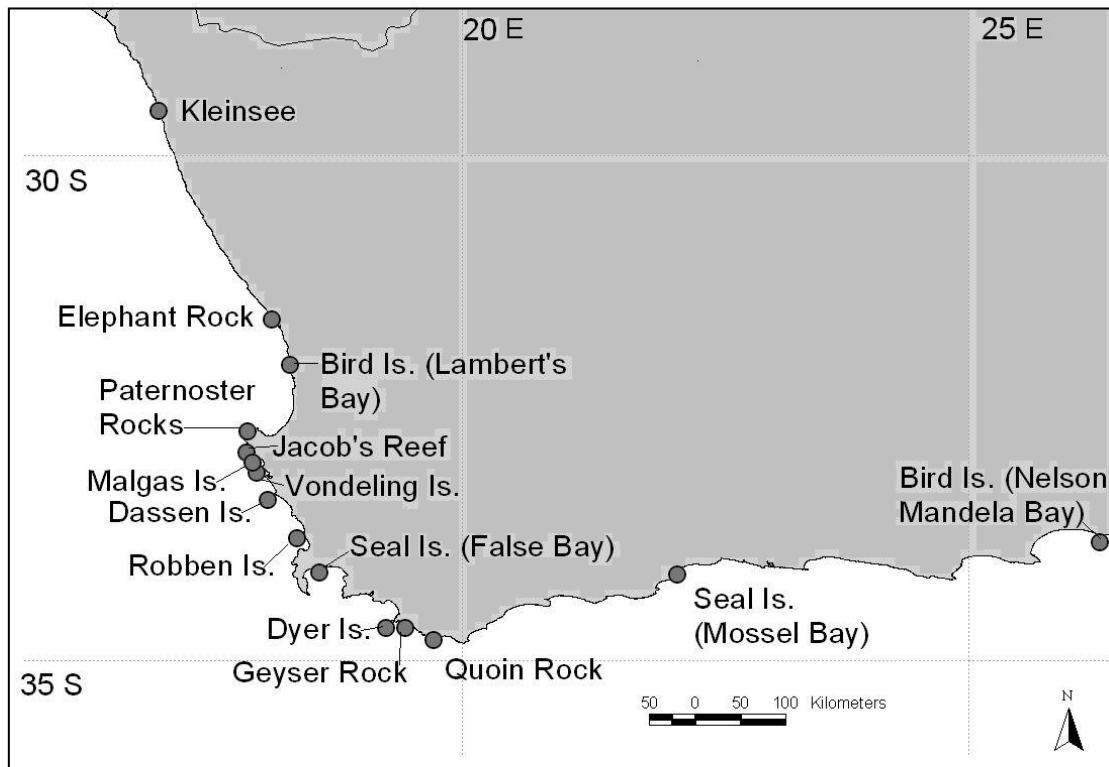 20 E
25 E
Kleinsee
30 S
Elephant Rock
Bird Is. (Lambert's
Bay)
Paternoster
Rocks
Jacob's Reef
Malgas Is.
Vondeling Is.
Dassen Is.
Bird Is. (Nelson
Mandela Bay)
Robben Is.
Seal Is. (False Bay)
Seal Is.
(Mossel Bay)
Dyer Is.
Geyser Rock
Quoin Rock
35 S
50 0 50 100 Kilometers
N